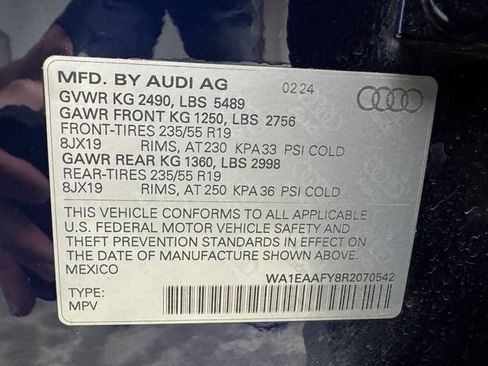 MFD. BY AUDI AG 02 24
GVWR KG 2490, LBS 5489
GAWR FRONT KG 1250, LBS 2756
FRONT-TIRES 235/55 R19
8JX19 RIMS, AT 230 KPA 33 PSI COLD
GAWR REAR KG 1360, LBS 2998
REAR-TIRES 235/55 R19
8JX19 RIMS, AT 250 KPA 36 PSI COLD
THIS VEHICLE CONFORMS TO ALL APPLICABLE
U.S. FEDERAL MOTOR VEHICLE SAFETY AND
THEFT PREVENTION STANDARDS IN EFFECT ON
THE DATE OF MANUFACTURE SHOWN ABOVE.
MEXICO WA1EAAFY8R2070542
TYPE:
MPV